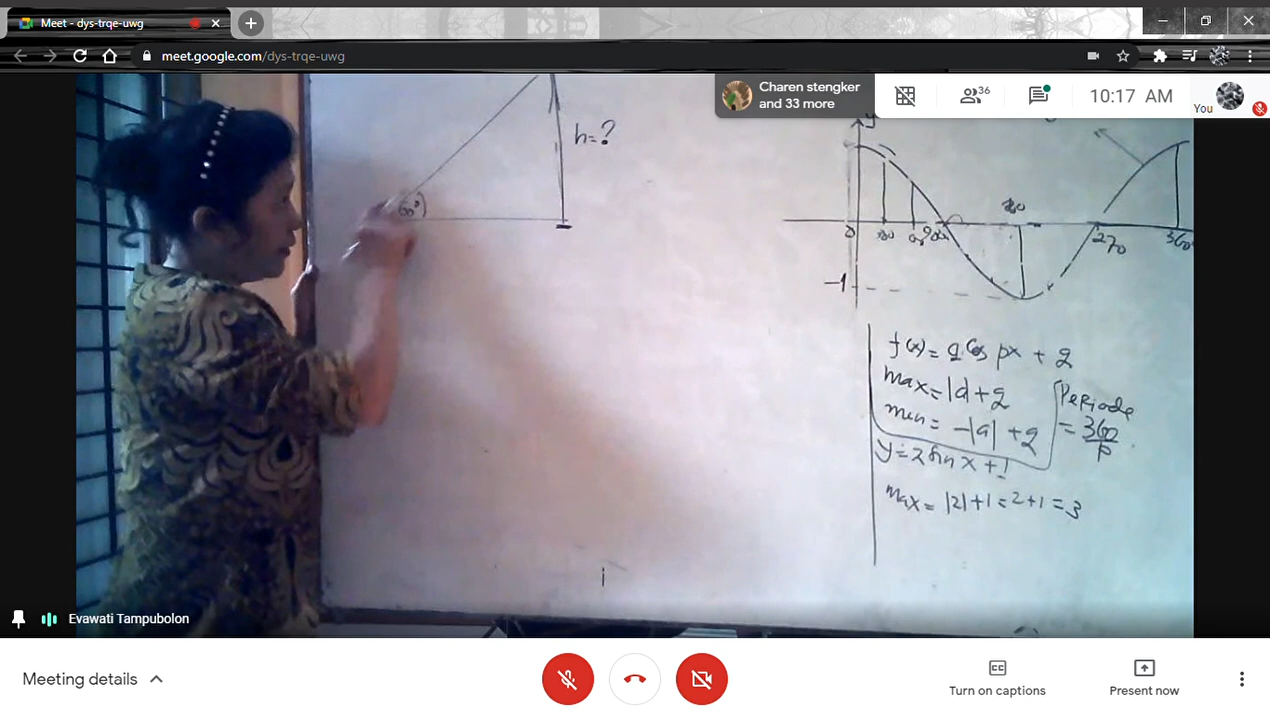 Meet - dys-trqe-uwg
meet.google.com/dys-trqe-uwg
Charen stengker
and 33 more
36
10:17 AM
You
h=?
60°
y
0
90
180
270
360
-1
f(x)= a Cos px + q
max= |a|+q
min= -|a| +q
Periode
= 360
p
y=2 sin x+1
max= |2|+1=2+1=3
Evawati Tampubolon
Meeting details
Turn on captions
Present now